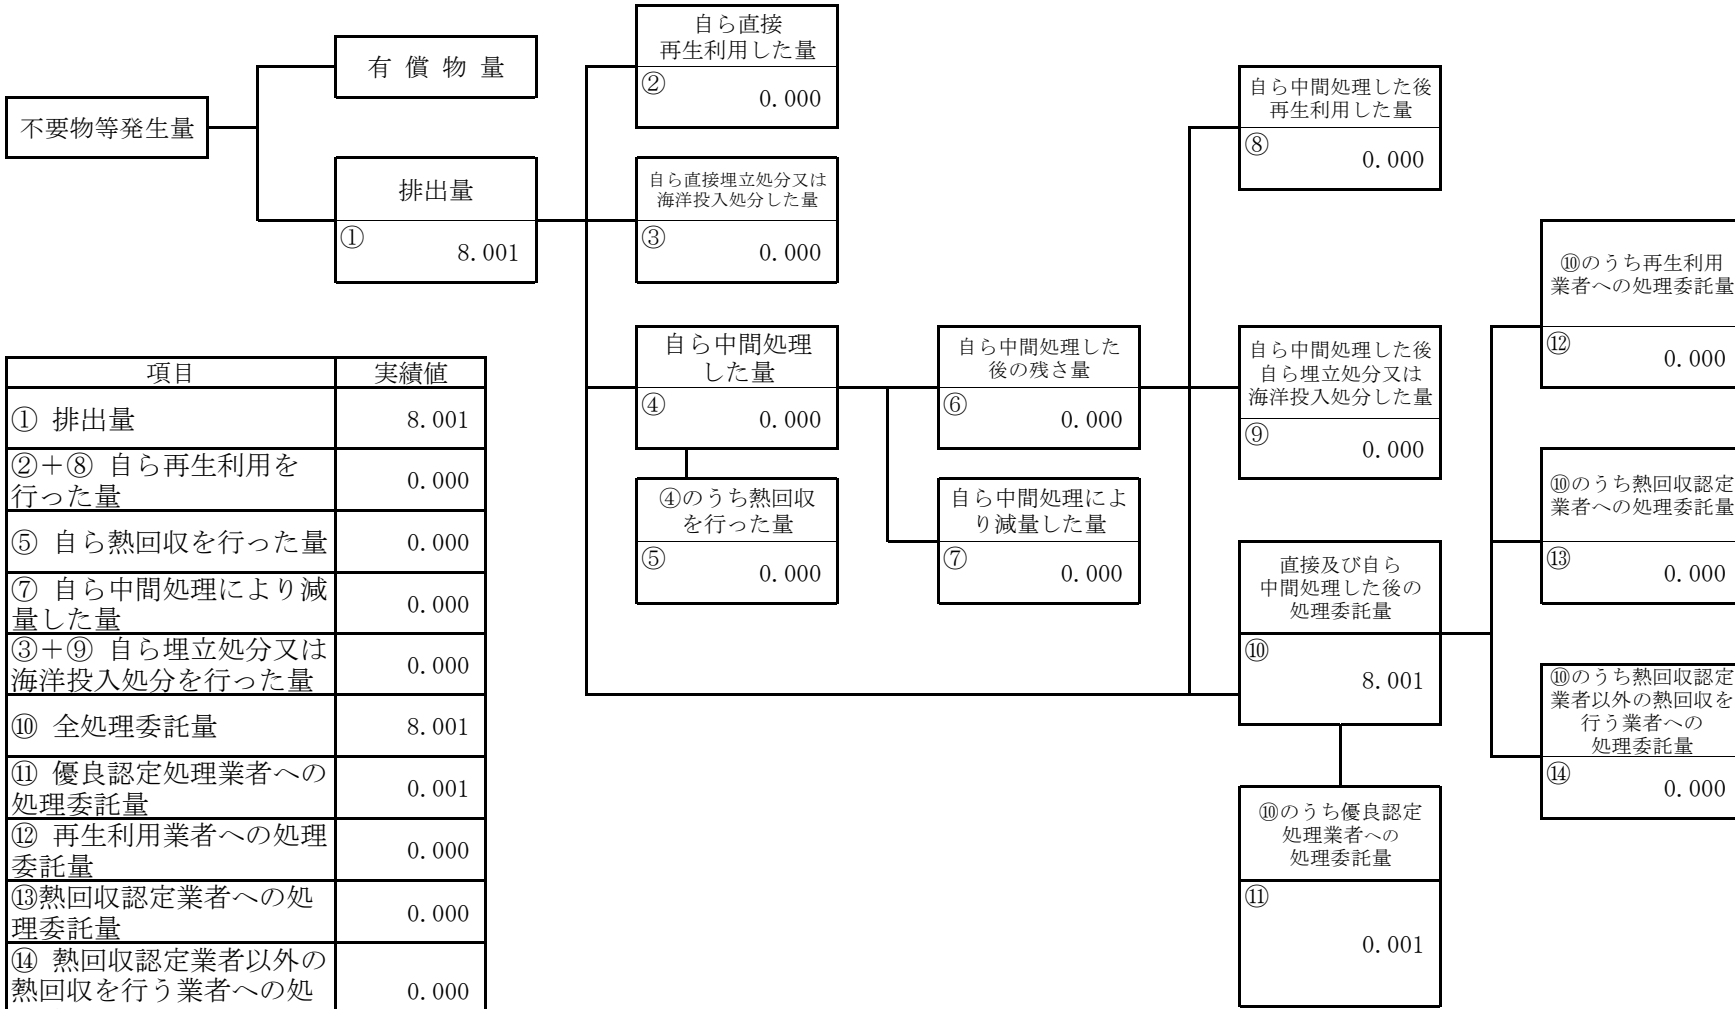 不要物等発生量
有 償 物 量
排出量
①
8.001
自ら直接
再生利用した量
②
0.000
自ら直接埋立処分又は
海洋投入処分した量
③
0.000
自ら中間処理
した量
④
0.000
④のうち熱回収
を行った量
⑤
0.000
自ら中間処理した
後の残さ量
⑥
0.000
自ら中間処理によ
り減量した量
⑦
0.000
自ら中間処理した後
再生利用した量
⑧
0.000
自ら中間処理した後
自ら埋立処分又は
海洋投入処分した量
⑨
0.000
直接及び自ら
中間処理した後の
処理委託量
⑩
8.001
⑩のうち優良認定
処理業者への
処理委託量
⑪
0.001
⑩のうち再生利用
業者への処理委託量
⑫
0.000
⑩のうち熱回収認定
業者への処理委託量
⑬
0.000
⑩のうち熱回収認定
業者以外の熱回収を
行う業者への
処理委託量
⑭
0.000
項目 実績値
① 排出量 8.001
②+⑧ 自ら再生利用を
行った量 0.000
⑤ 自ら熱回収を行った量 0.000
⑦ 自ら中間処理により減
量した量 0.000
③+⑨ 自ら埋立処分又は
海洋投入処分を行った量 0.000
⑩ 全処理委託量 8.001
⑪ 優良認定処理業者への
処理委託量 0.001
⑫ 再生利用業者への処理
委託量 0.000
⑬熱回収認定業者への処
理委託量 0.000
⑭ 熱回収認定業者以外の
熱回収を行う業者への処 0.000